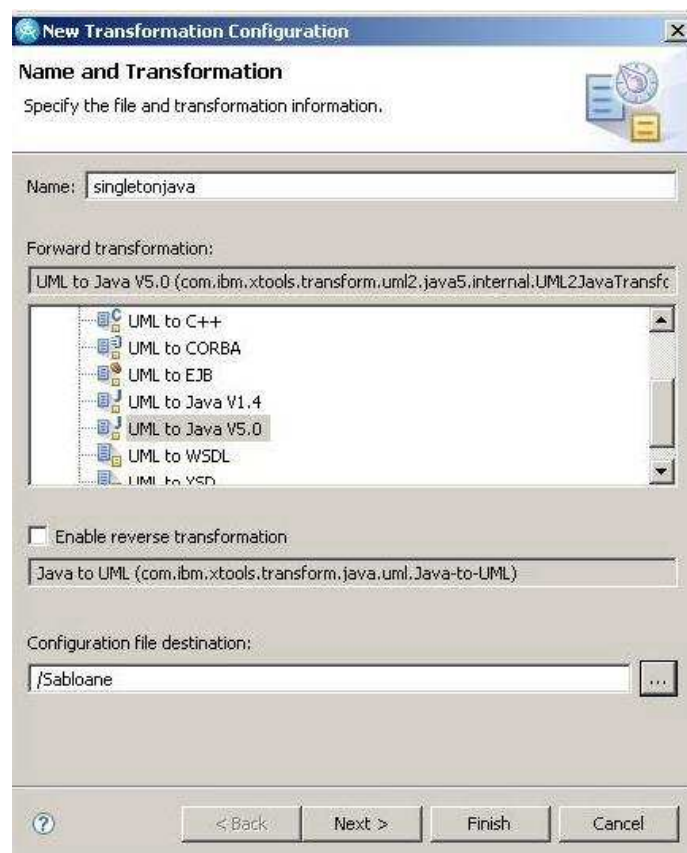 New Transformation Configuration
Name and Transformation
Specify the file and transformation information.
Name: singletonjava
Forward transformation:
UML to Java V5.0 (com.ibm.xtools.transform.uml2.java5.internal.UML2JavaTransfc
UML to C++
UML to CORBA
UML to EJB
UML to Java V1.4
UML to Java V5.0
UML to WSDL
UML to XSD
Enable reverse transformation
Java to UML (com.ibm.xtools.transform.java.uml.Java-to-UML)
Configuration file destination:
/Sabloane
...
< Back
Next >
Finish
Cancel